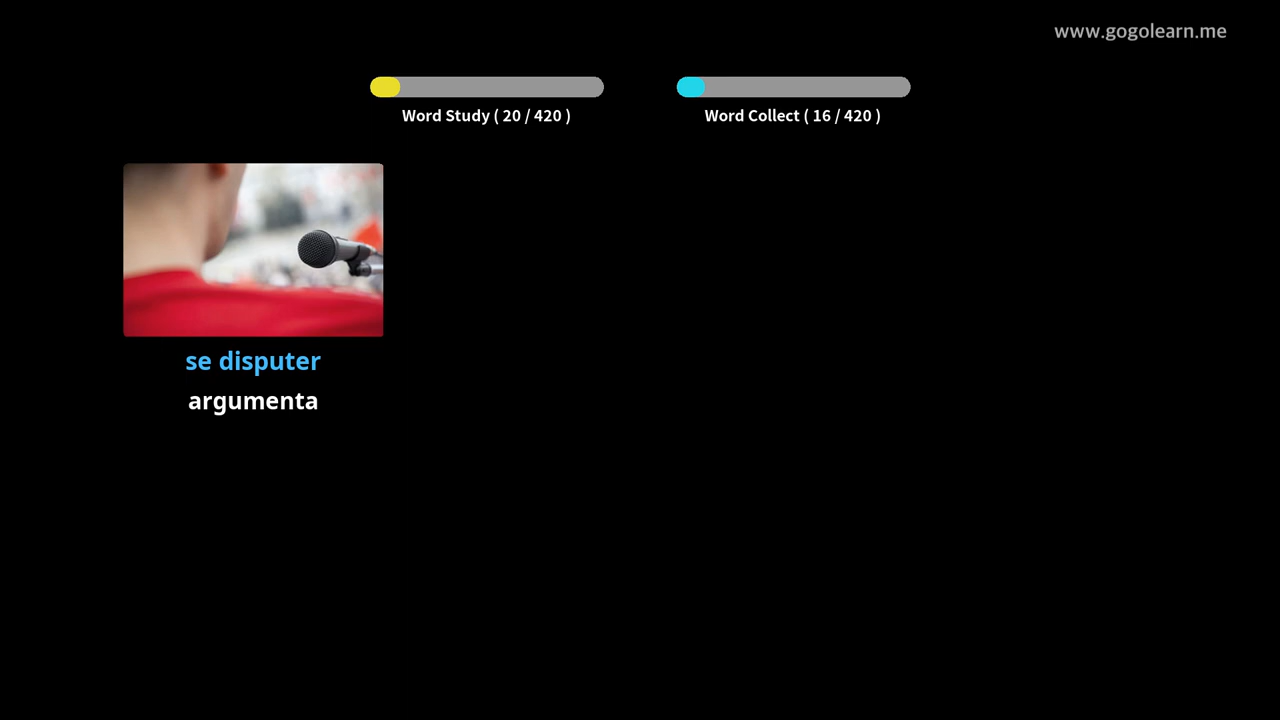 www.gogolearn.me
Word Study ( 20 / 420 )
Word Collect ( 16 / 420 )
se disputer
argumenta